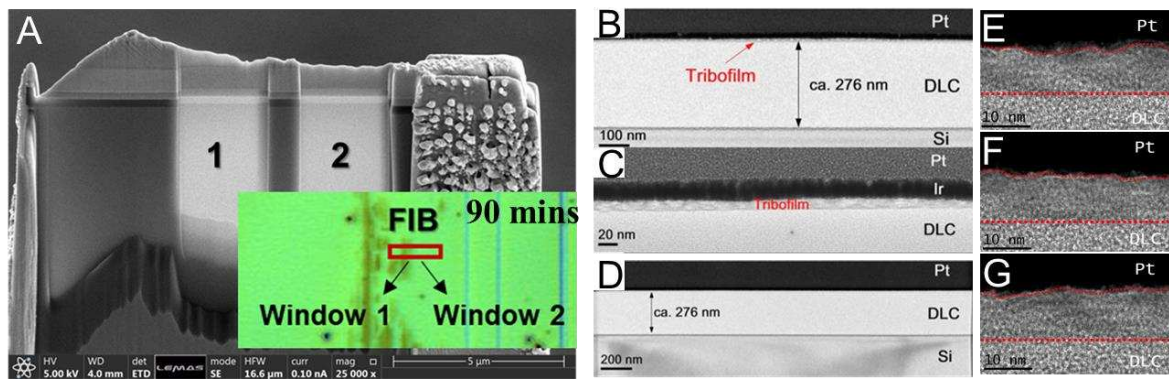 A
1
2
90 mins
FIB
Window 1
Window 2
HV
WD
det
mode
HFW
curr
mag
5.00 kV
4.0 mm
ETD
LEMAS
SE
16.6 µm
0.10 nA
25 000 x
5 µm
B
Pt
Tribofilm
ca. 276 nm
DLC
100 nm
Si
C
Pt
Ir
Tribofilm
20 nm
DLC
D
Pt
ca. 276 nm
DLC
200 nm
Si
E
Pt
10 nm
DLC
F
Pt
10 nm
DLC
G
Pt
10 nm
DLC